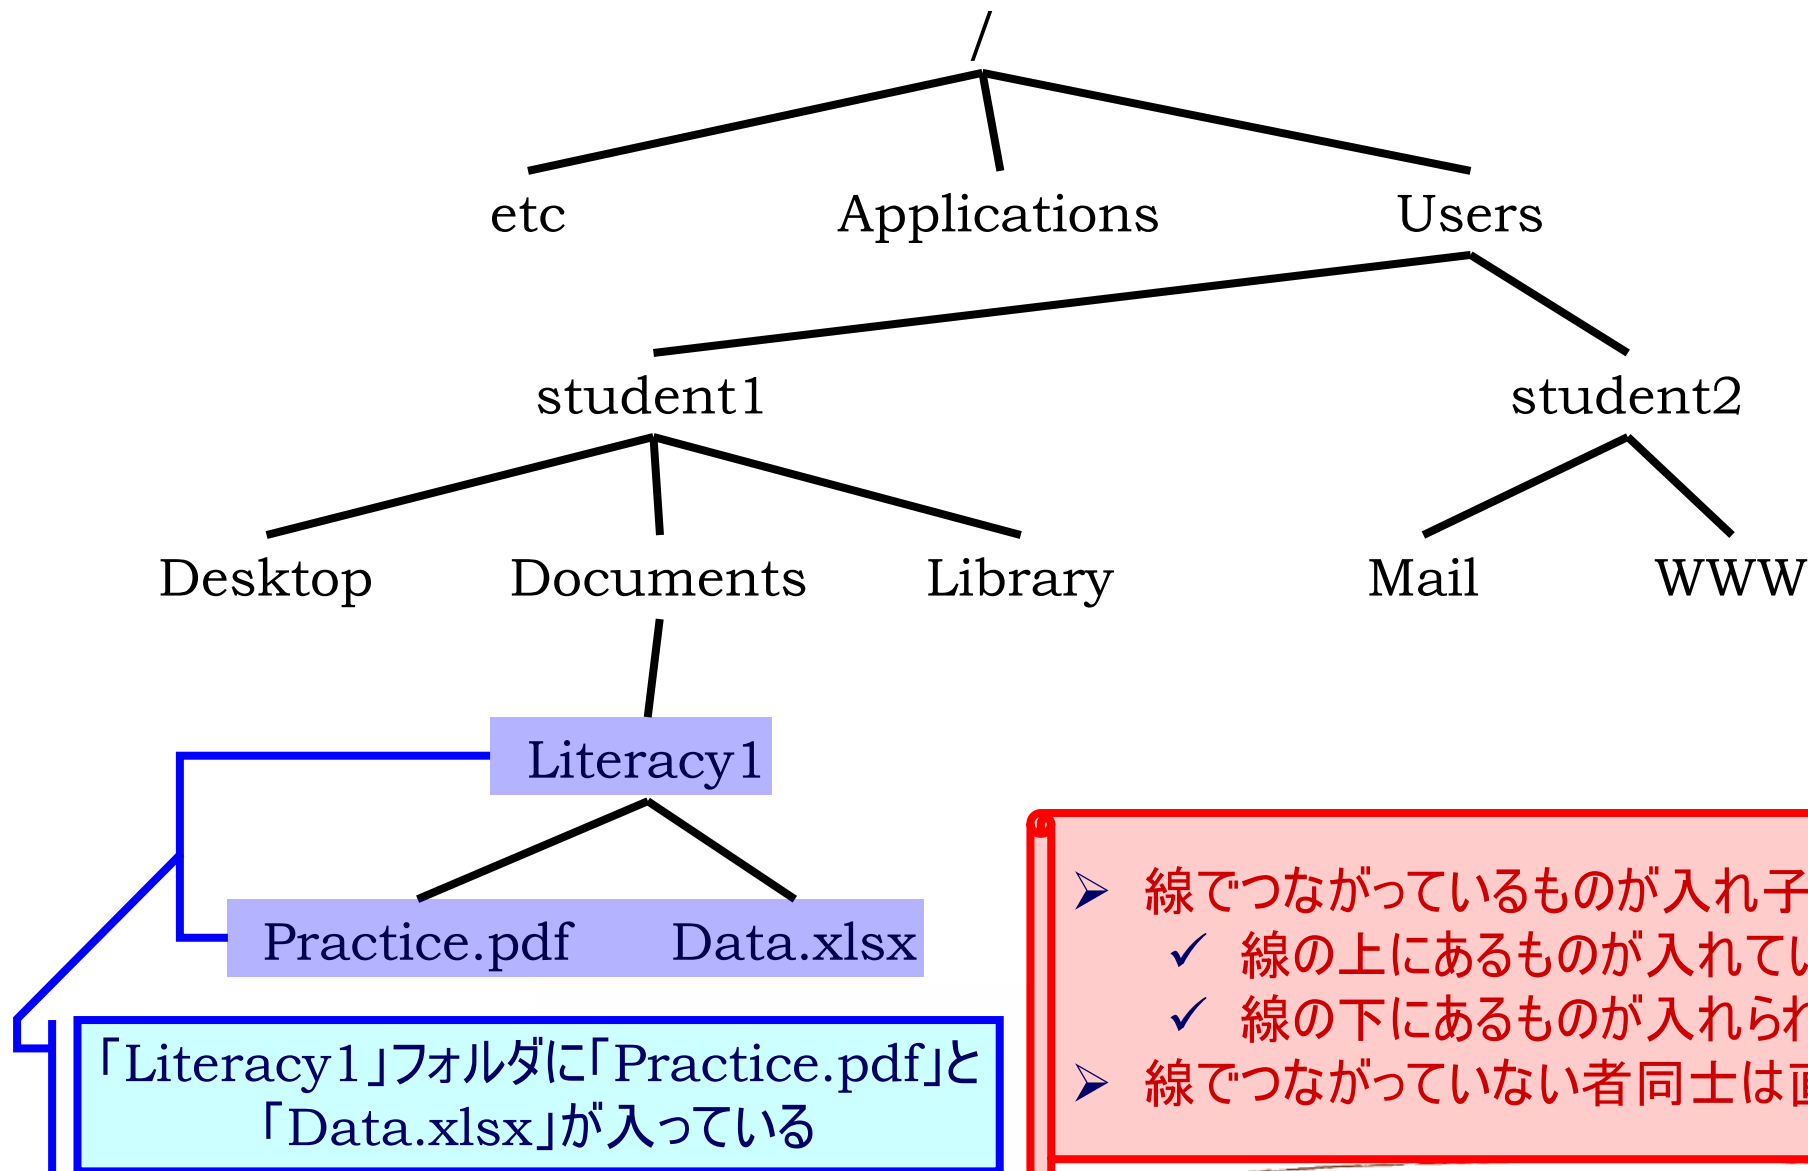 /
etc Applications Users
student1 student2
Desktop Documents Library Mail WWW
Literacy1
Practice.pdf Data.xlsx
「Literacy1」フォルダに「Practice.pdf」と
「Data.xlsx」が入っている
➢ 線でつながっているものが入れ子
✓ 線の上にあるものが入れてい
✓ 線の下にあるものが入れられ
➢ 線でつながっていない者同士は直